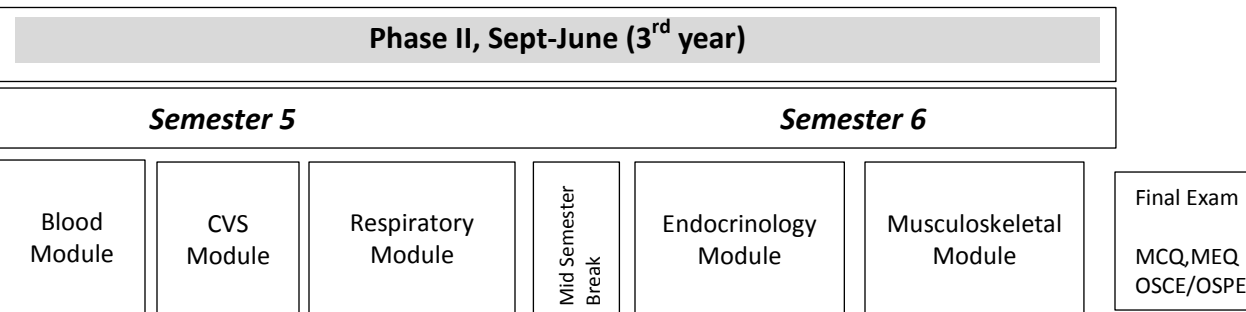 Phase II, Sept-June (3rd year)
Semester 5
Semester 6
Blood
Module
CVS
Module
Respiratory
Module
Mid Semester
Break
Endocrinology
Module
Musculoskeletal
Module
Final Exam
MCQ,MEQ
OSCE/OSPE